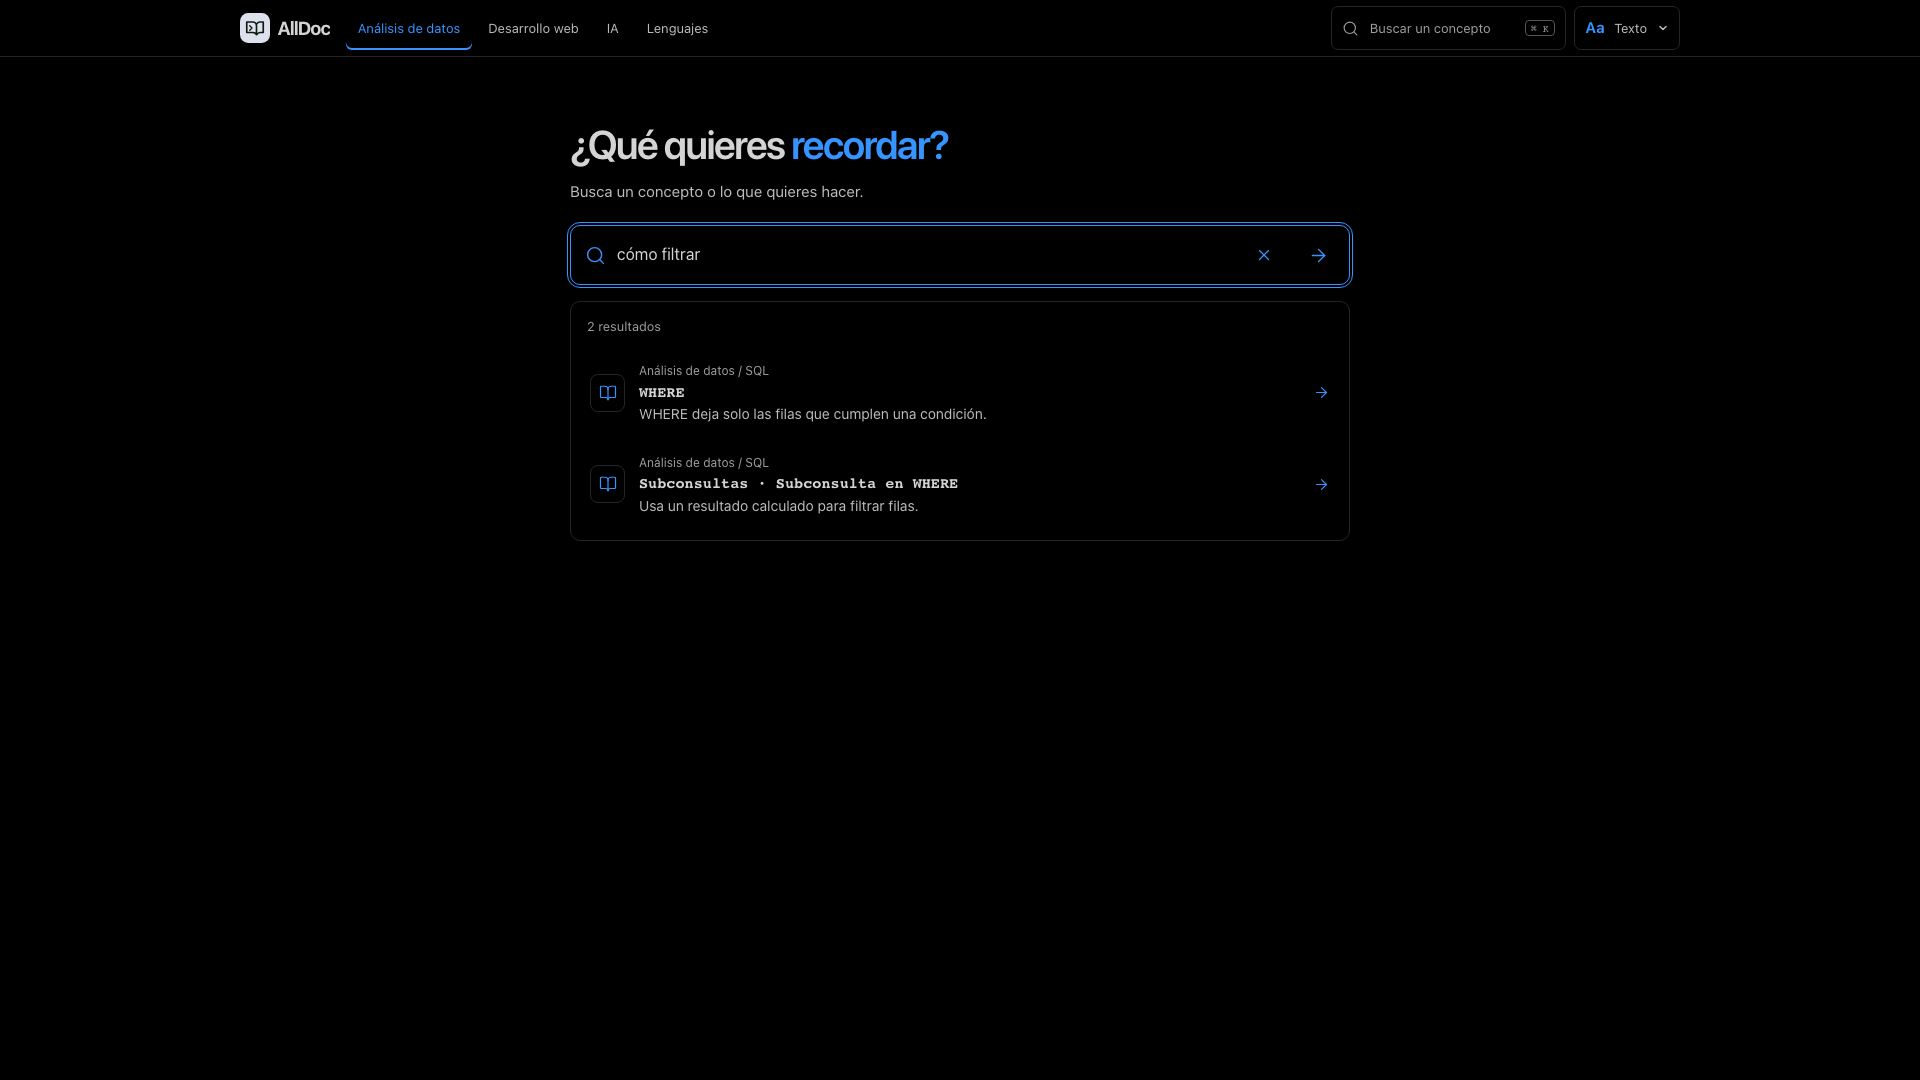 AllDoc
Análisis de datos
Desarrollo web
IA
Lenguajes
Buscar un concepto
⌘ K
Aa Texto
¿Qué quieres recordar?
Busca un concepto o lo que quieres hacer.
cómo filtrar
2 resultados
Análisis de datos / SQL
WHERE
WHERE deja solo las filas que cumplen una condición.
Análisis de datos / SQL
Subconsultas · Subconsulta en WHERE
Usa un resultado calculado para filtrar filas.